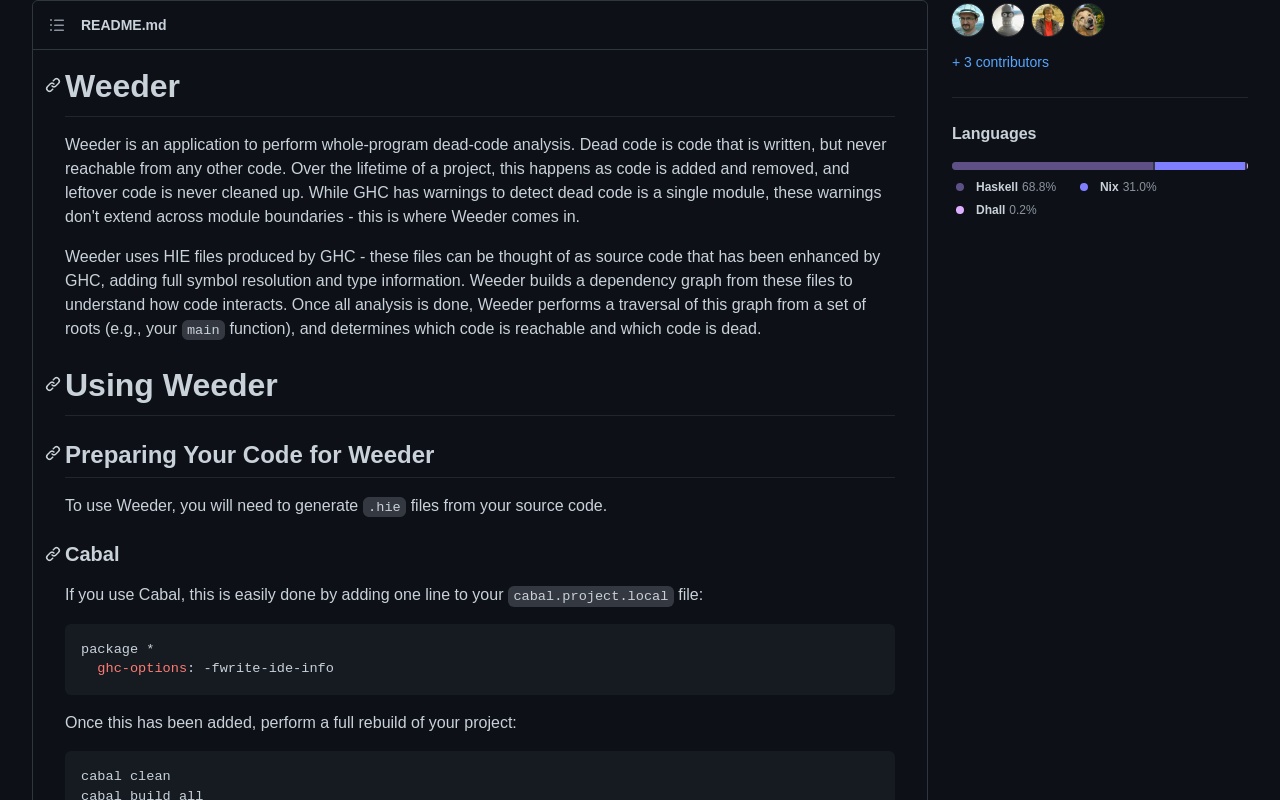 README.md
Weeder
Weeder is an application to perform whole-program dead-code analysis. Dead code is code that is written, but never
reachable from any other code. Over the lifetime of a project, this happens as code is added and removed, and
leftover code is never cleaned up. While GHC has warnings to detect dead code is a single module, these warnings
don't extend across module boundaries - this is where Weeder comes in.
Weeder uses HIE files produced by GHC - these files can be thought of as source code that has been enhanced by
GHC, adding full symbol resolution and type information. Weeder builds a dependency graph from these files to
understand how code interacts. Once all analysis is done, Weeder performs a traversal of this graph from a set of
roots (e.g., your main function), and determines which code is reachable and which code is dead.
Using Weeder
Preparing Your Code for Weeder
To use Weeder, you will need to generate .hie files from your source code.
Cabal
If you use Cabal, this is easily done by adding one line to your cabal.project.local file:
package *
  ghc-options: -fwrite-ide-info
Once this has been added, perform a full rebuild of your project:
cabal clean
cabal build all
+ 3 contributors
Languages
Haskell 68.8% Nix 31.0%
Dhall 0.2%